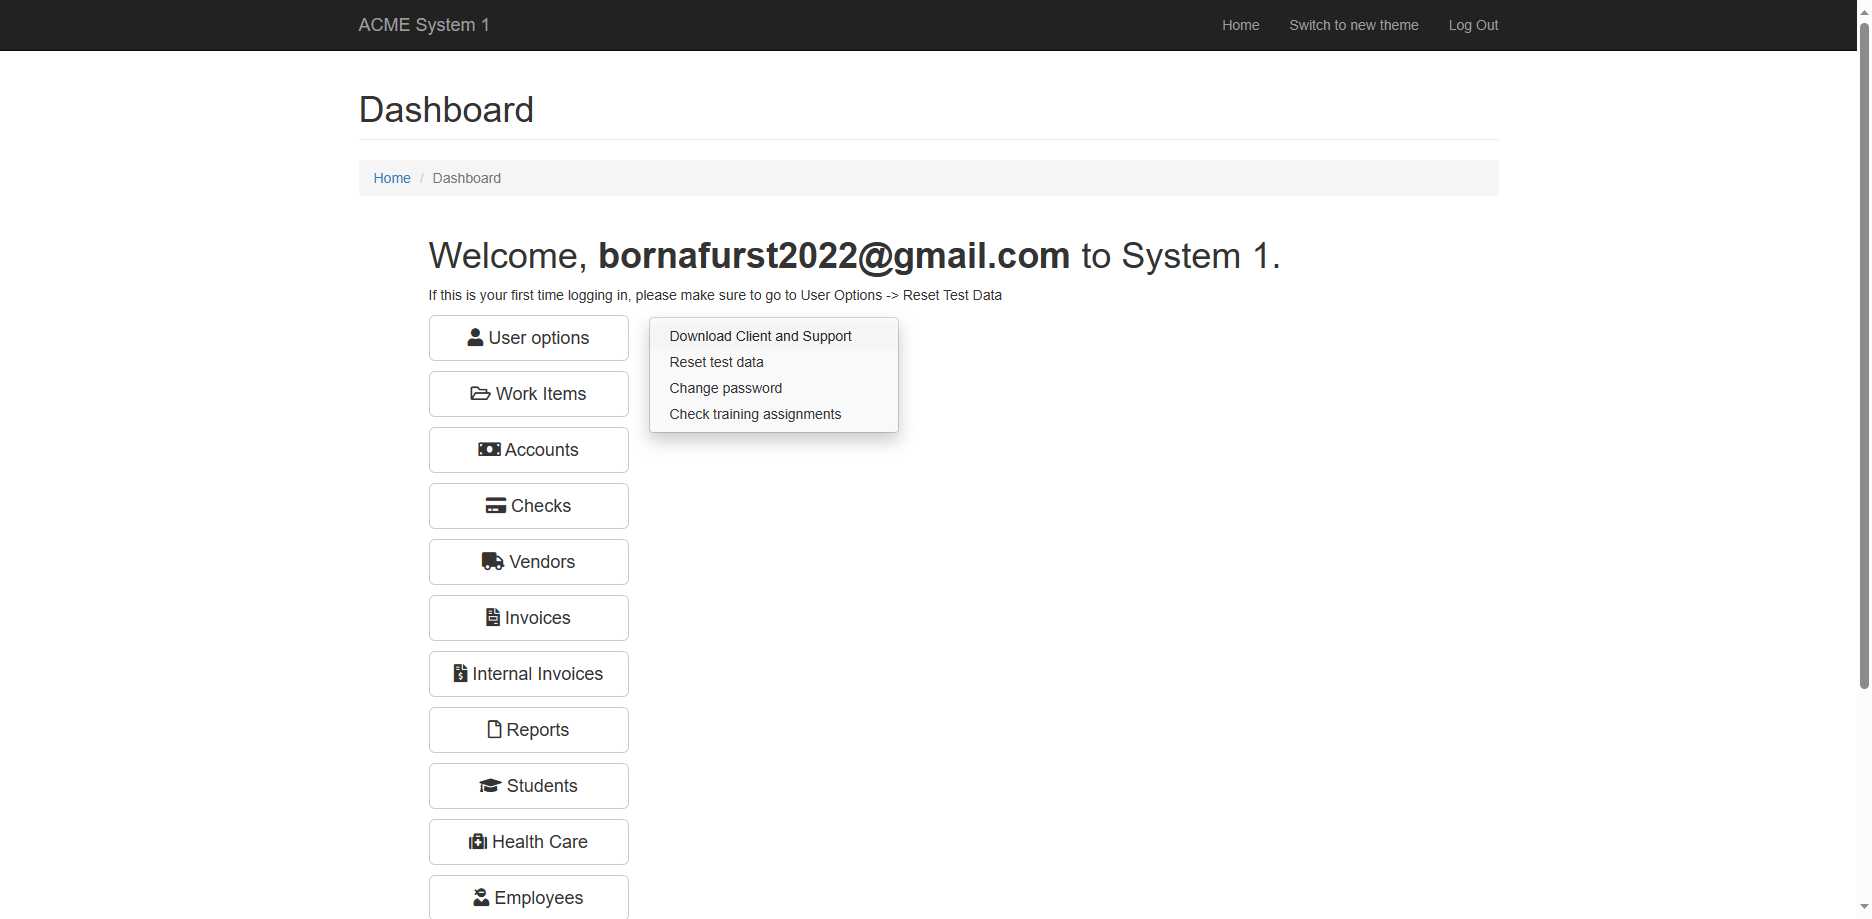 ACME System 1
Home
Switch to new theme
Log Out
Dashboard
Home / Dashboard
Welcome, bornafurst2022@gmail.com to System 1.
If this is your first time logging in, please make sure to go to User Options -> Reset Test Data
User options
Download Client and Support
Reset test data
Change password
Check training assignments
Work Items
Accounts
Checks
Vendors
Invoices
Internal Invoices
Reports
Students
Health Care
Employees